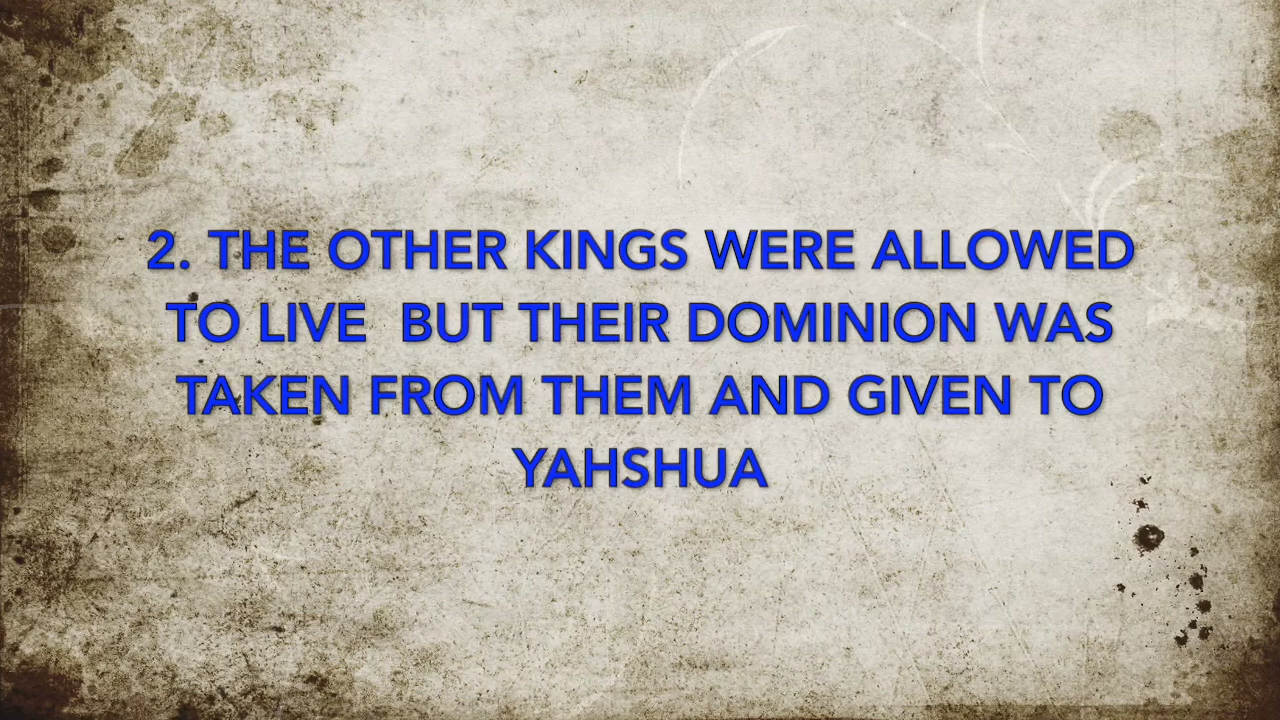 2. THE OTHER KINGS WERE ALLOWED
TO LIVE  BUT THEIR DOMINION WAS
TAKEN FROM THEM AND GIVEN TO
YAHSHUA